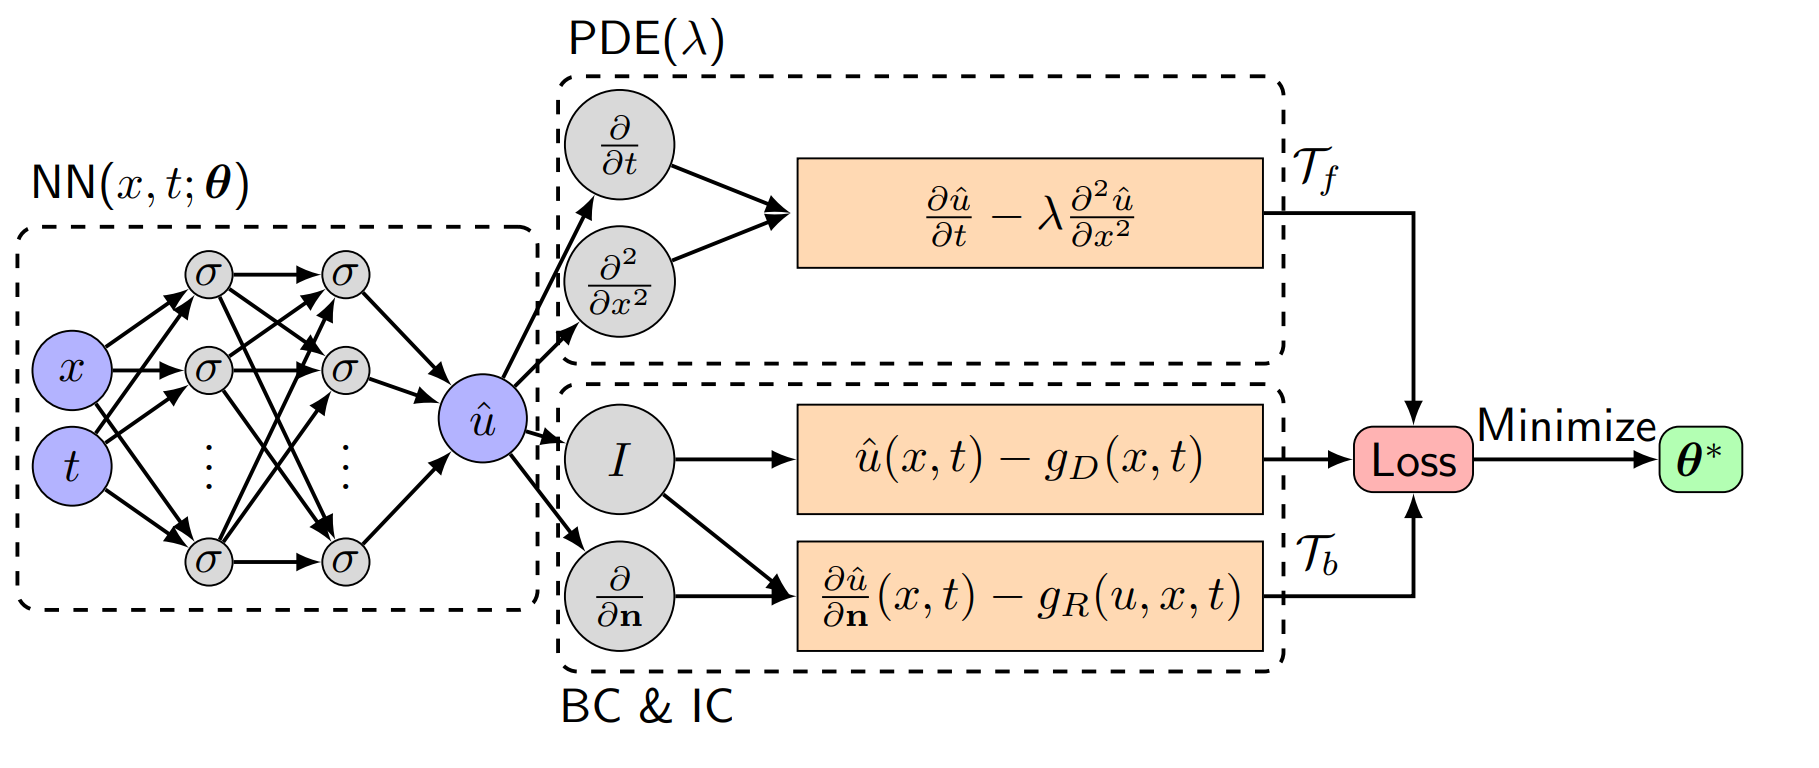 PDE(λ)
NN(x, t; θ)
∂/∂t
∂²/∂x²
∂û/∂t − λ ∂²û/∂x²
𝒯_f
x
t
σ
σ
σ
σ
⋮
⋮
σ
σ
û
I
∂/∂n
û(x, t) − g_D(x, t)
∂û/∂n (x, t) − g_R(u, x, t)
𝒯_b
Loss
Minimize
θ*
BC & IC